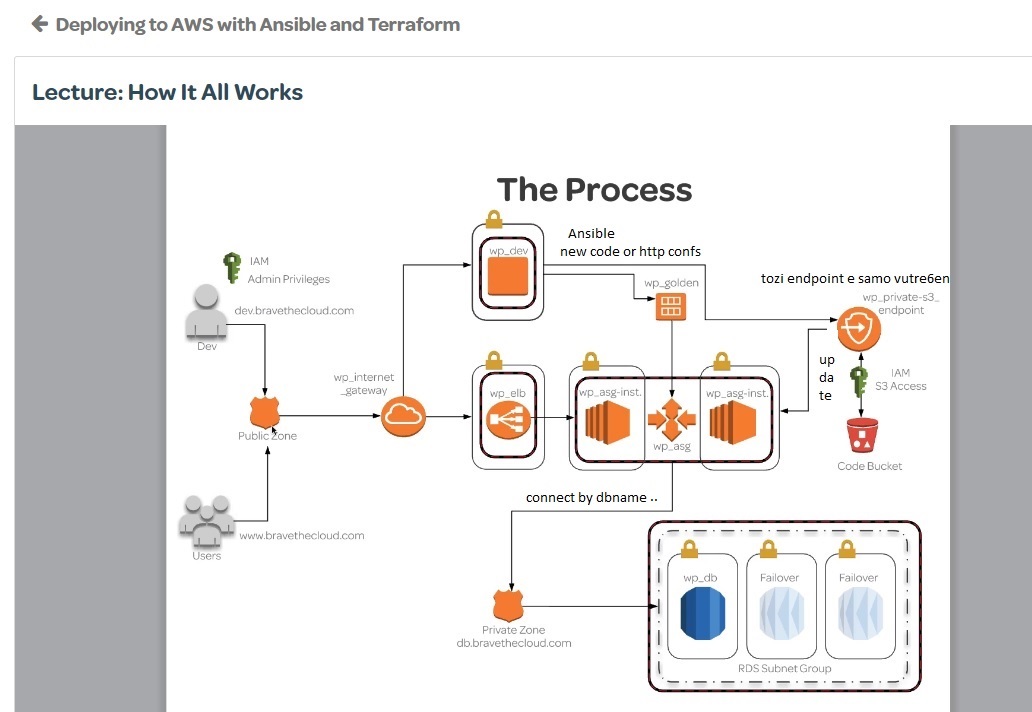 Deploying to AWS with Ansible and Terraform
Lecture: How It All Works
The Process
Ansible
new code or http confs
wp_dev
IAM
Admin Privileges
dev.bravethecloud.com
Dev
wp_golden
tozi endpoint e samo vutre6en
wp_private-s3_
endpoint
up
da
te
IAM
S3 Access
Code Bucket
wp_internet
_gateway
wp_elb
wp_asg-inst.
wp_asg
wp_asg-inst.
Public Zone
www.bravethecloud.com
Users
connect by dbname ..
Private Zone
db.bravethecloud.com
wp_db
Failover
Failover
RDS Subnet Group